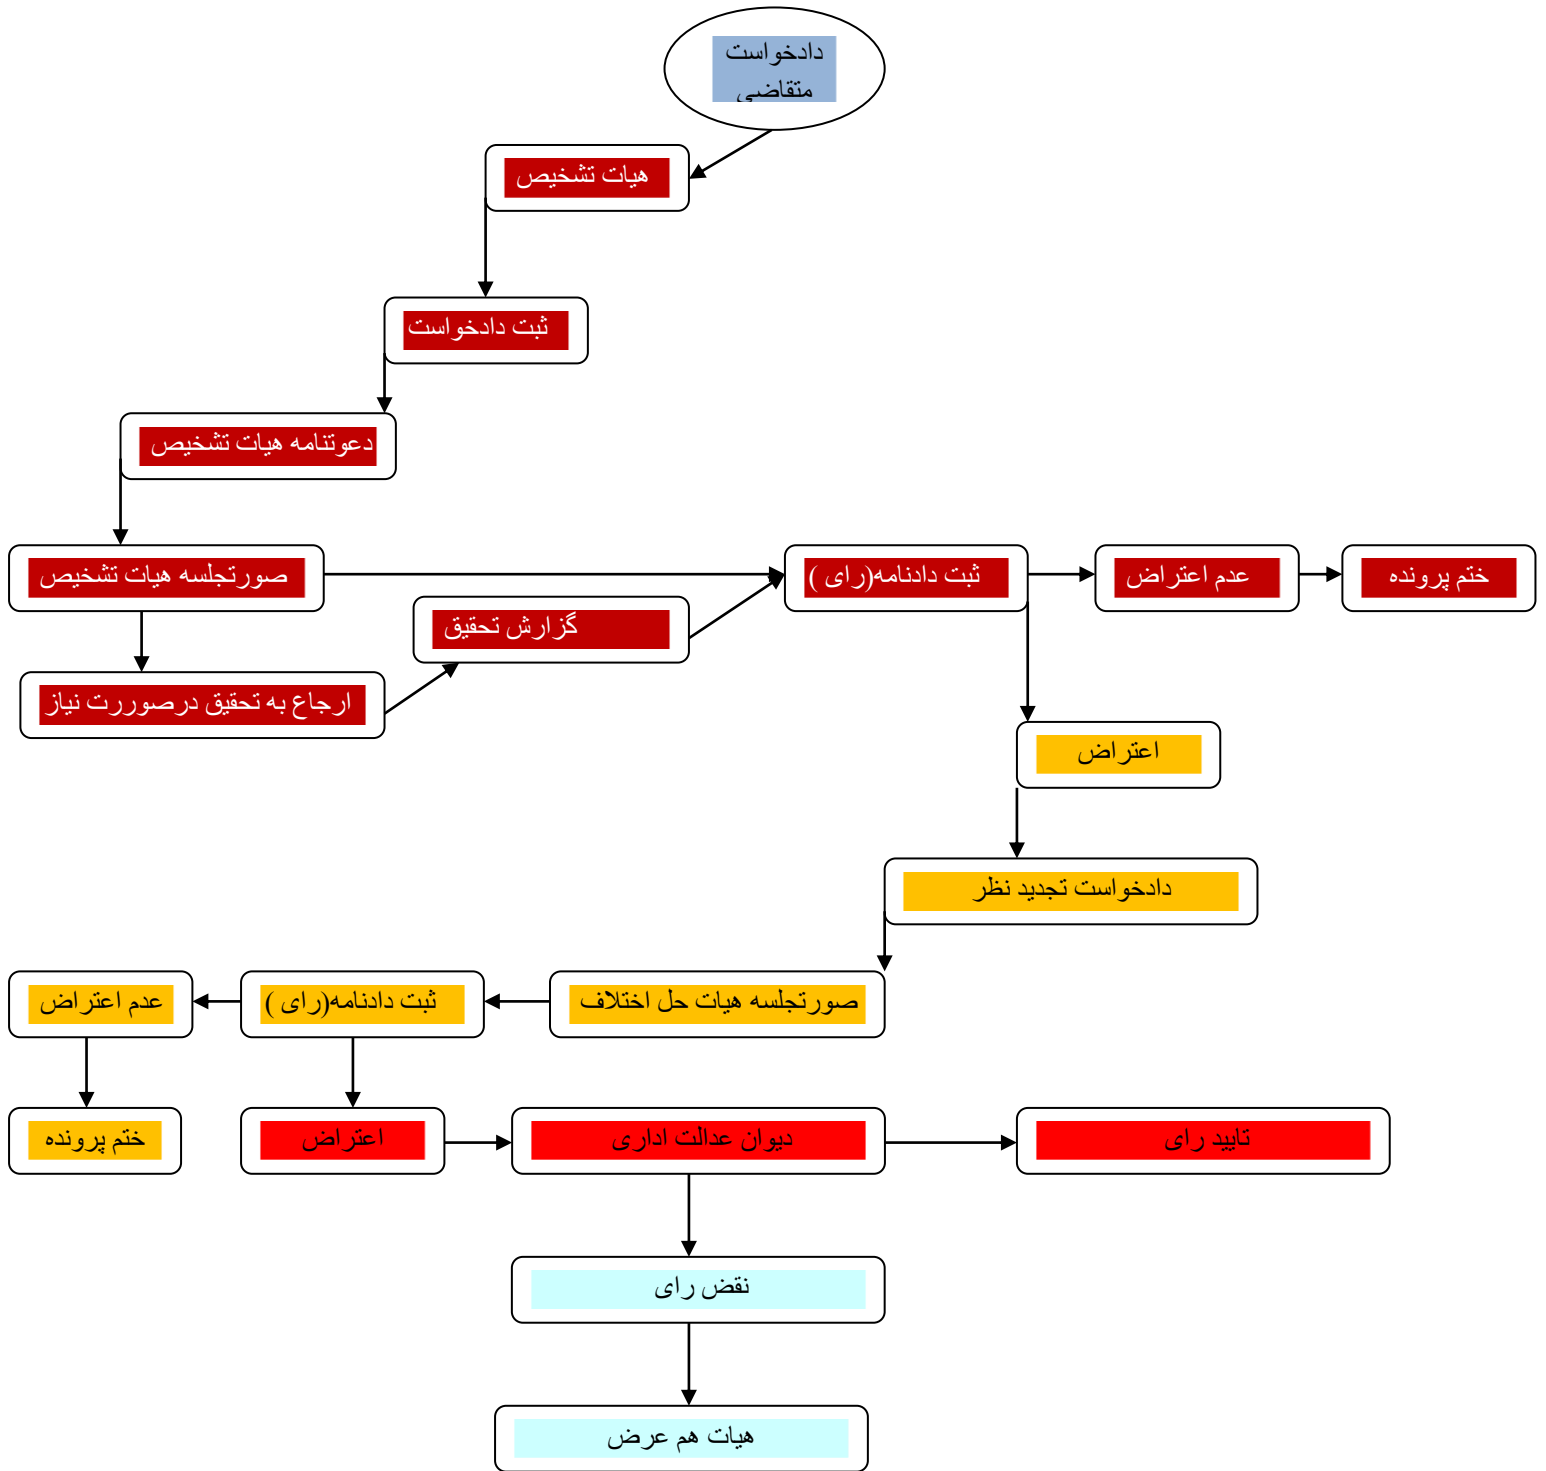 دادخواست
متقاضی
هیات تشخیص
ثبت دادخواست
دعوتنامه هیات تشخیص
صورتجلسه هیات تشخیص
ثبت دادنامه(رای )
عدم اعتراض
ختم پرونده
گزارش تحقیق
ارجاع به تحقیق درصوررت نیاز
اعتراض
دادخواست تجدید نظر
صورتجلسه هیات حل اختلاف
ثبت دادنامه(رای )
عدم اعتراض
ختم پرونده
اعتراض
دیوان عدالت اداری
تایید رای
نقض رای
هیات هم عرض